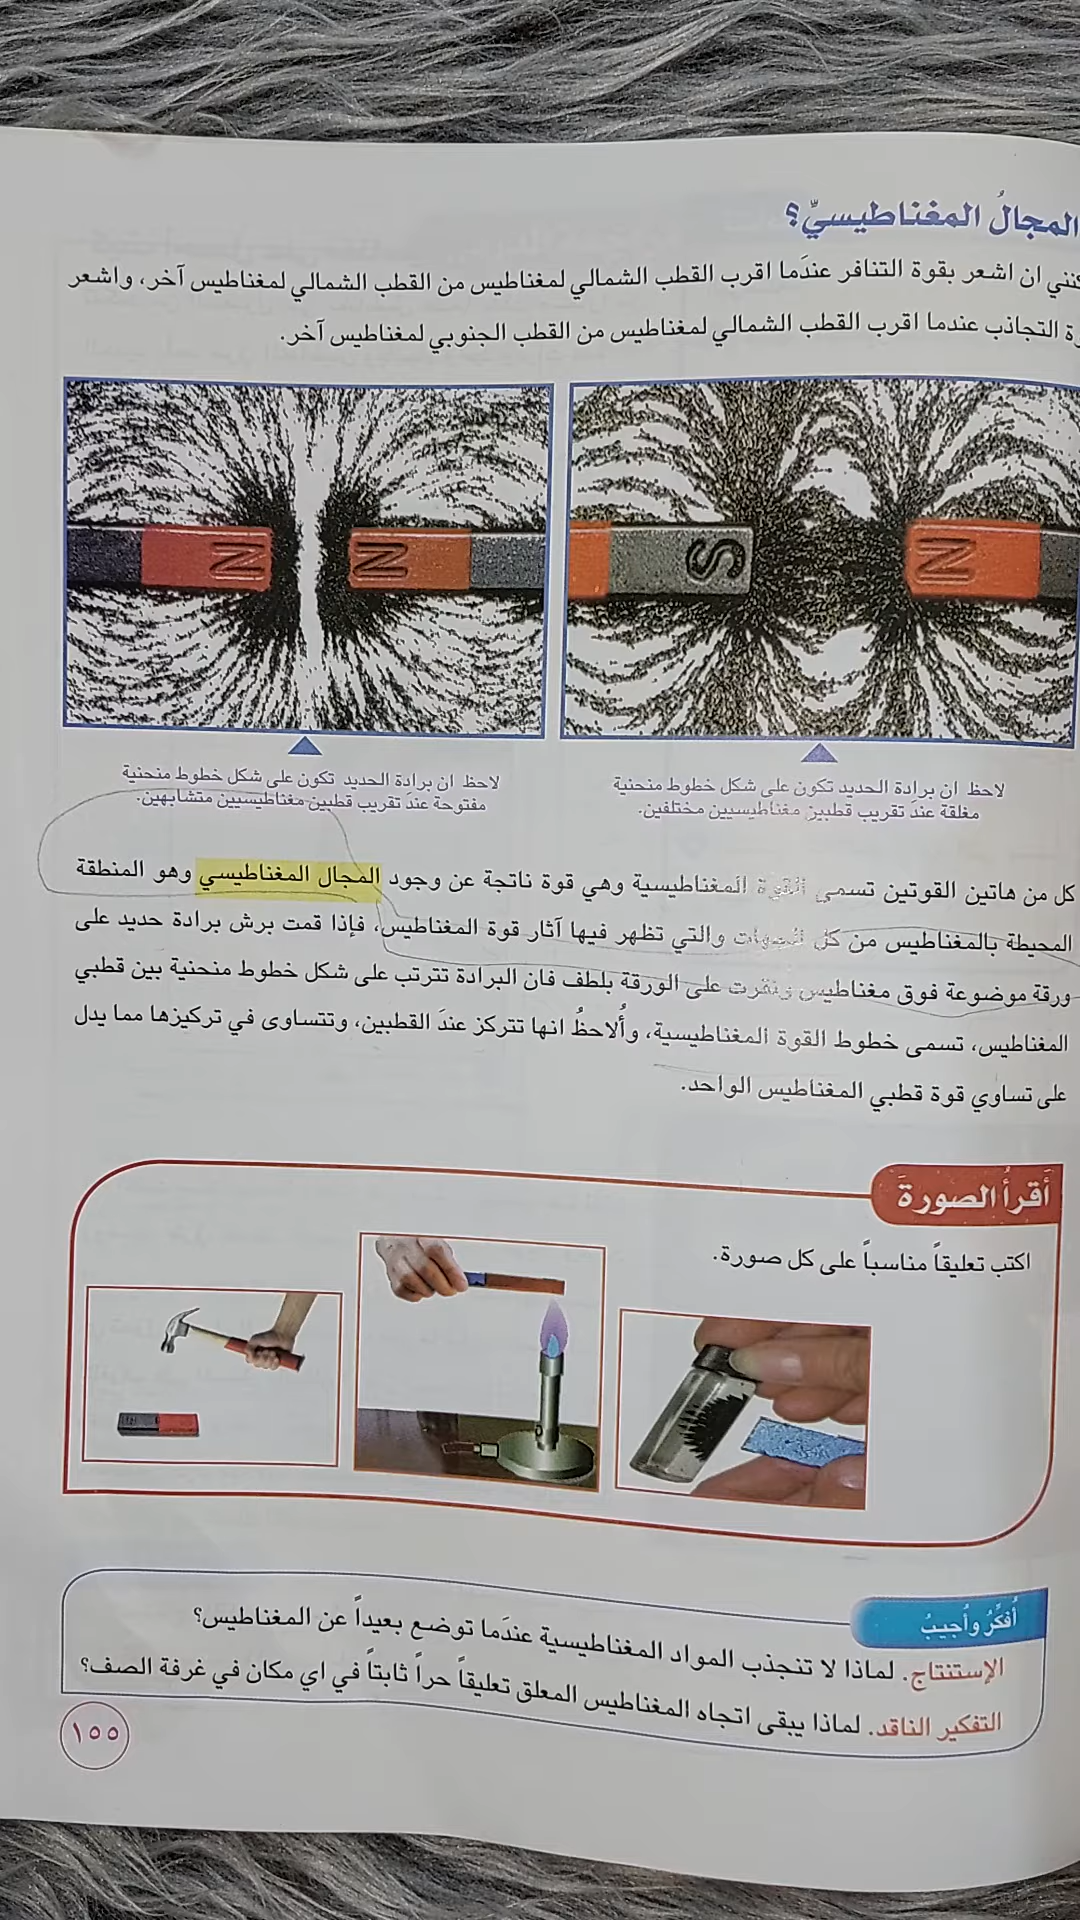 المجالُ المغناطيسيِّ؟
ان اشعر بقوة التنافر عندَما اقرب القطب الشمالي لمغناطيس من القطب الشمالي لمغناطيس آخر، واشعر
التجاذب عندما اقرب القطب الشمالي لمغناطيس من القطب الجنوبي لمغناطيس آخر.
S N
N N
لاحظ ان برادة الحديد تكون على شكل خطوط منحنية
مغلقة عندَ تقريب قطبين مغناطيسيين مختلفين.
لاحظ ان برادة الحديد تكون على شكل خطوط منحنية
مفتوحة عندَ تقريب قطبين مغناطيسيين متشابهين.
كل من هاتين القوتين تسمى القوة المغناطيسية وهي قوة ناتجة عن وجود المجال المغناطيسي وهو المنطقة
المحيطة بالمغناطيس من كل الجهات والتي تظهر فيها آثار قوة المغناطيس، فإذا قمت برش برادة حديد على
ورقة موضوعة فوق مغناطيس ونقرت على الورقة بلطف فان البرادة تترتب على شكل خطوط منحنية بين قطبي
المغناطيس، تسمى خطوط القوة المغناطيسية، وأُلاحظُ انها تتركز عندَ القطبين، وتتساوى في تركيزها مما يدل
على تساوي قوة قطبي المغناطيس الواحد.
أقرأُ الصورةَ
اكتب تعليقاً مناسباً على كل صورة.
أُفكِّرُ وأُجيبُ
الإستنتاج. لماذا لا تنجذب المواد المغناطيسية عندَما توضع بعيداً عن المغناطيس؟
التفكير الناقد. لماذا يبقى اتجاه المغناطيس المعلق تعليقاً حراً ثابتاً في اي مكان في غرفة الصف؟
١٥٥